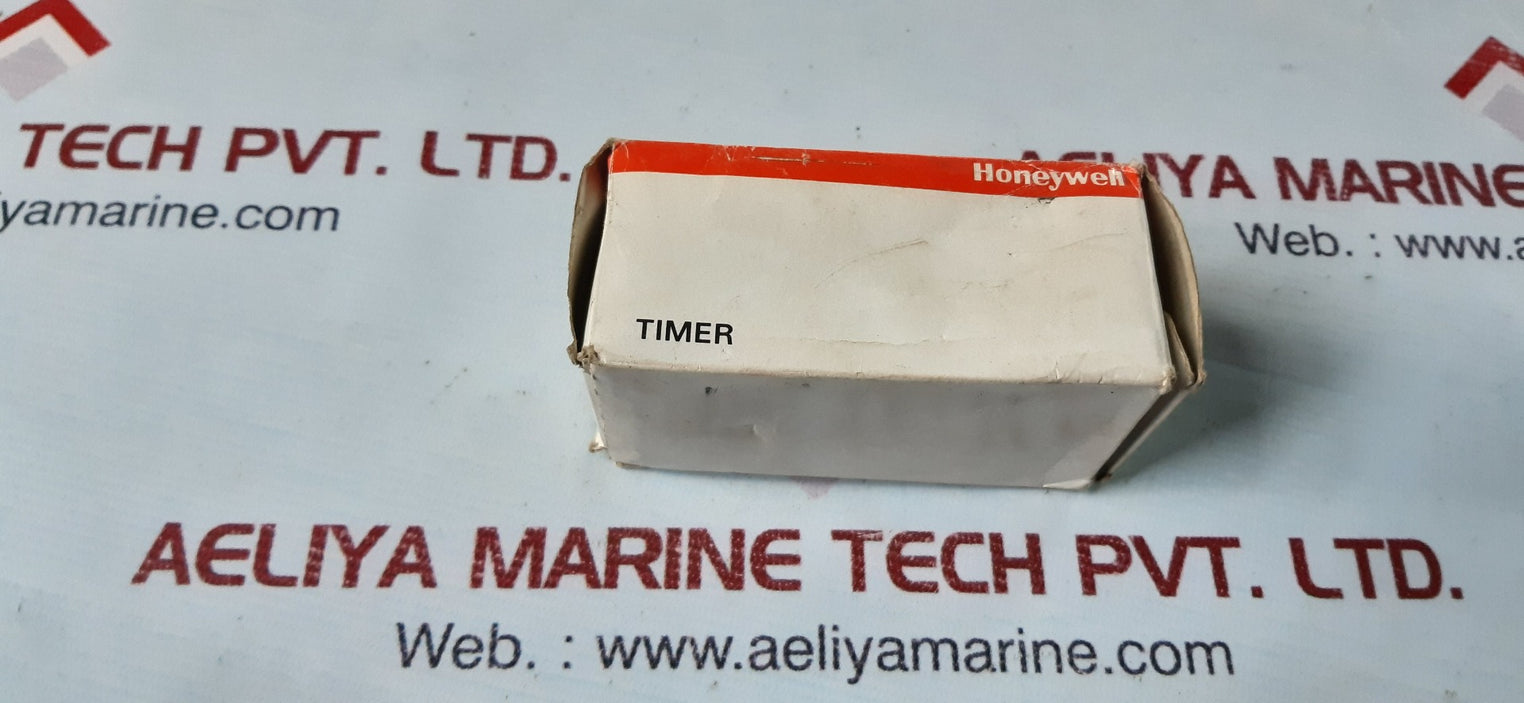 TECH PVT. LTD.
yamarine.com
Honeywell
TIMER
AELIYA MARINE
Web. : www.a
AELIYA MARINE TECH PVT. LTD.
Web. : www.aeliyamarine.com